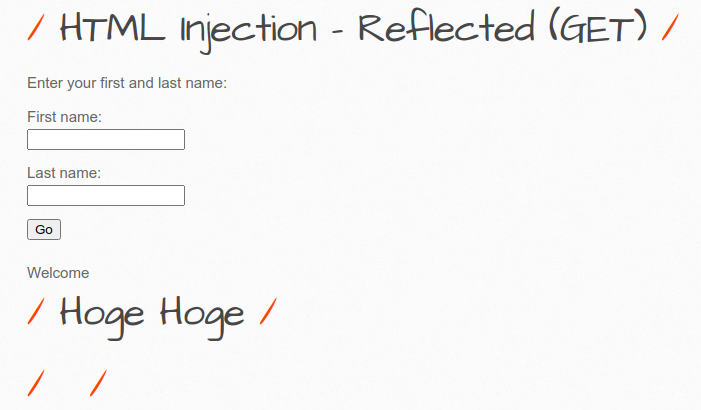 / HTML Injection - Reflected (GET) /
Enter your first and last name:
First name:
Last name:
Go
Welcome
/ Hoge Hoge /
/ /